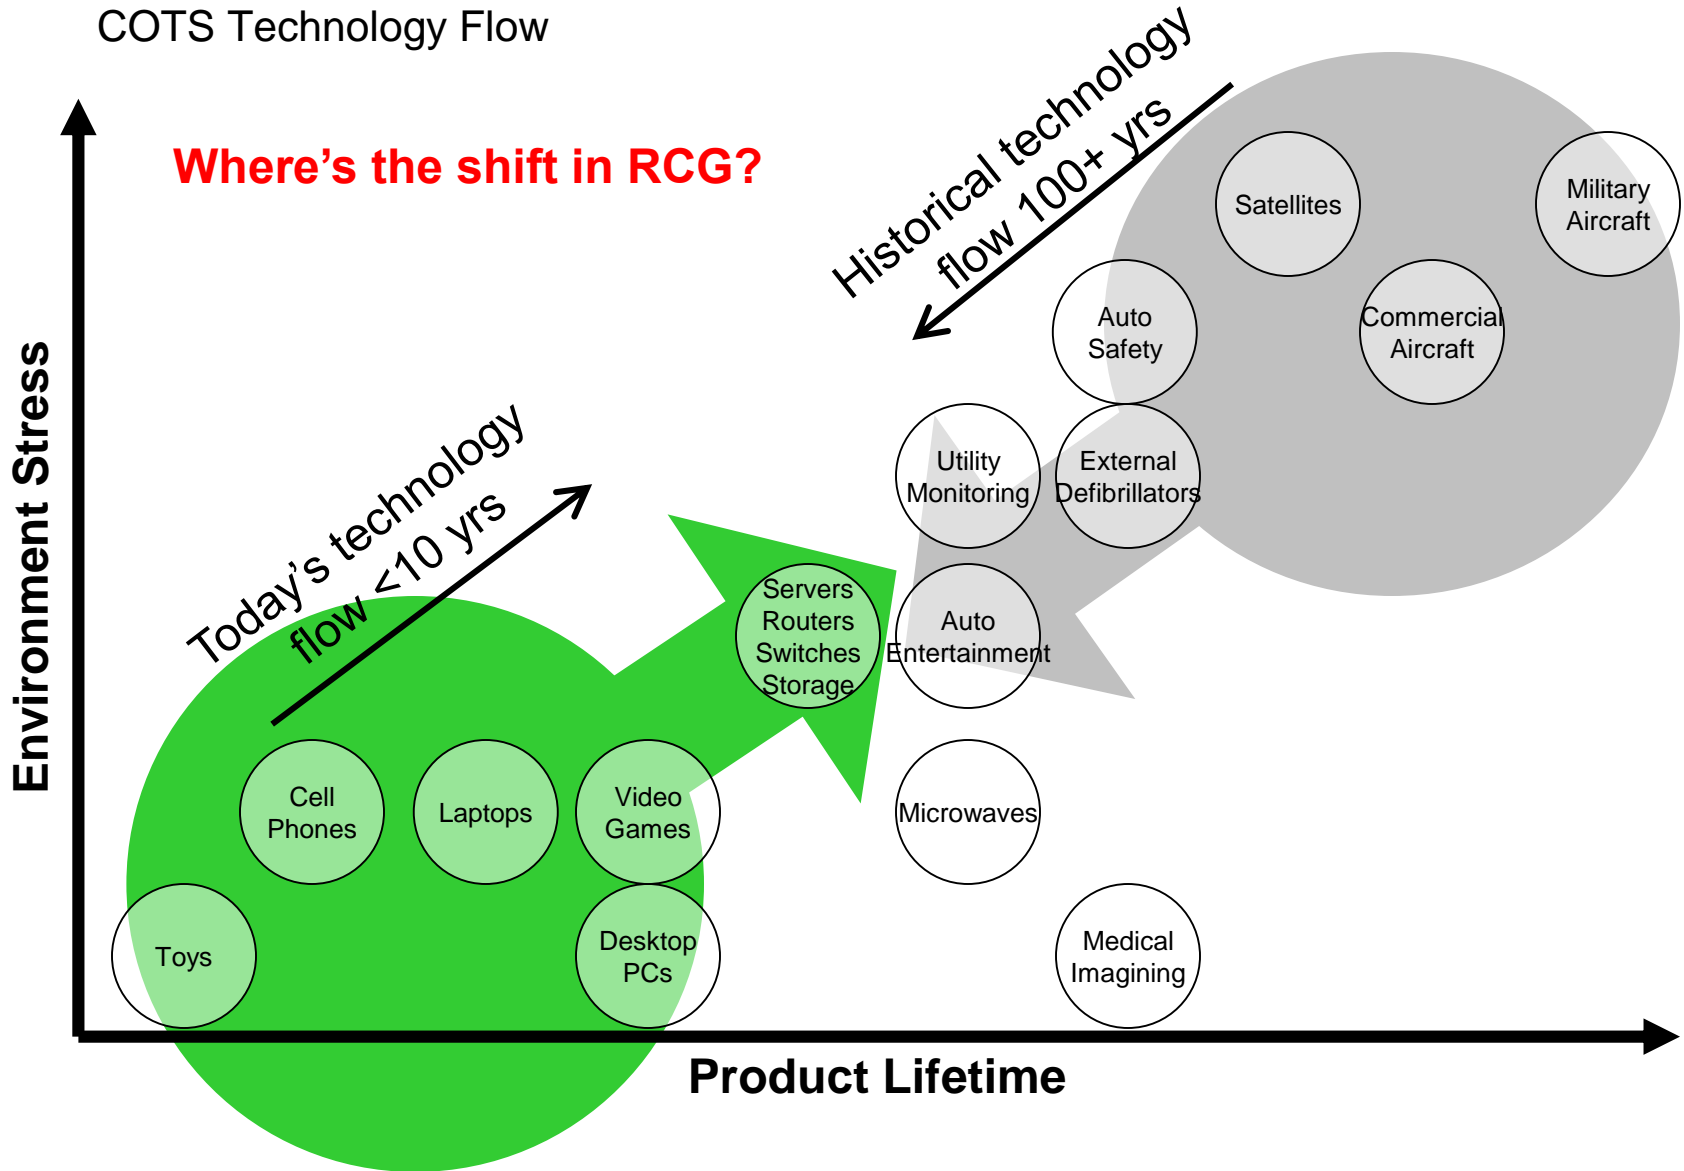 COTS Technology Flow
Where’s the shift in RCG?
Historical technology
flow 100+ yrs
Satellites
Military
Aircraft
Auto
Safety
Commercial
Aircraft
Utility
Monitoring
External
Defibrillators
Today’s technology
flow <10 yrs
Servers
Routers
Switches
Storage
Auto
Entertainment
Cell
Phones
Laptops
Video
Games
Microwaves
Toys
Desktop
PCs
Medical
Imagining
Environment Stress
Product Lifetime